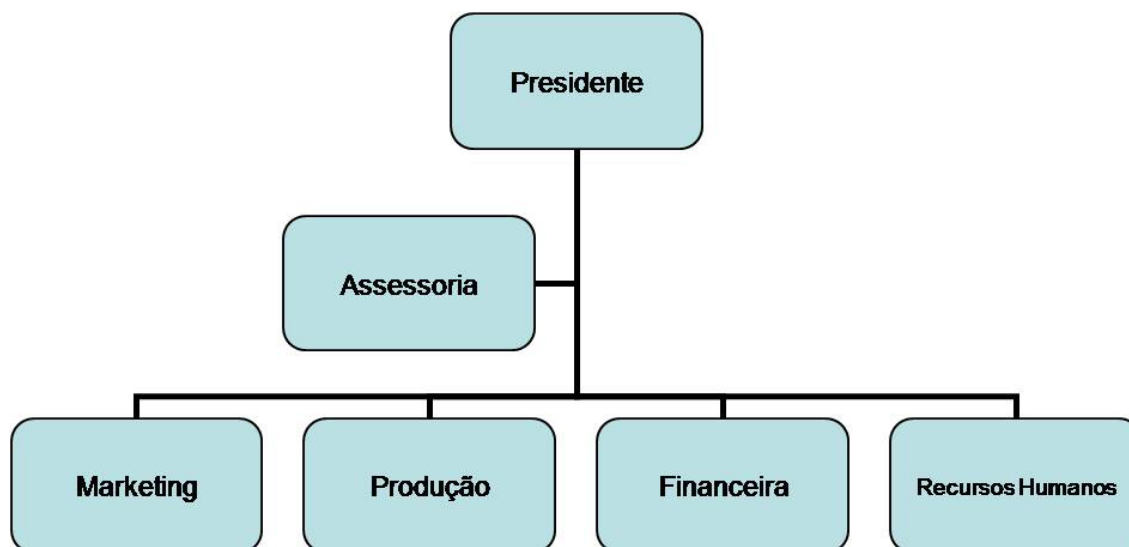 Presidente
Assessoria
Marketing
Produção
Financeira
Recursos Humanos